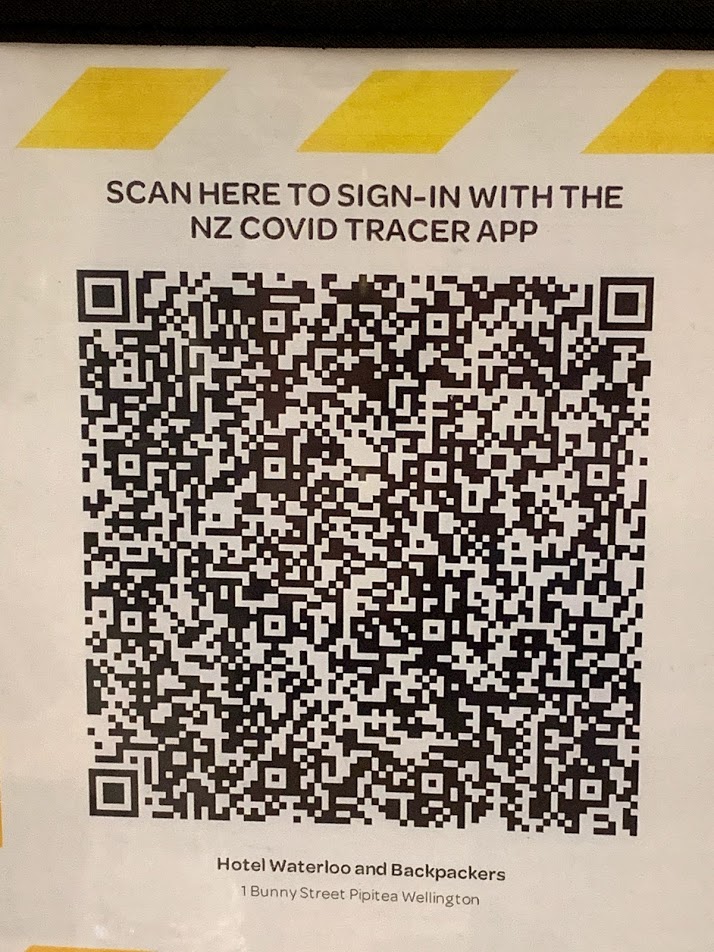 SCAN HERE TO SIGN-IN WITH THE
NZ COVID TRACER APP
Hotel Waterloo and Backpackers
1 Bunny Street Pipitea Wellington